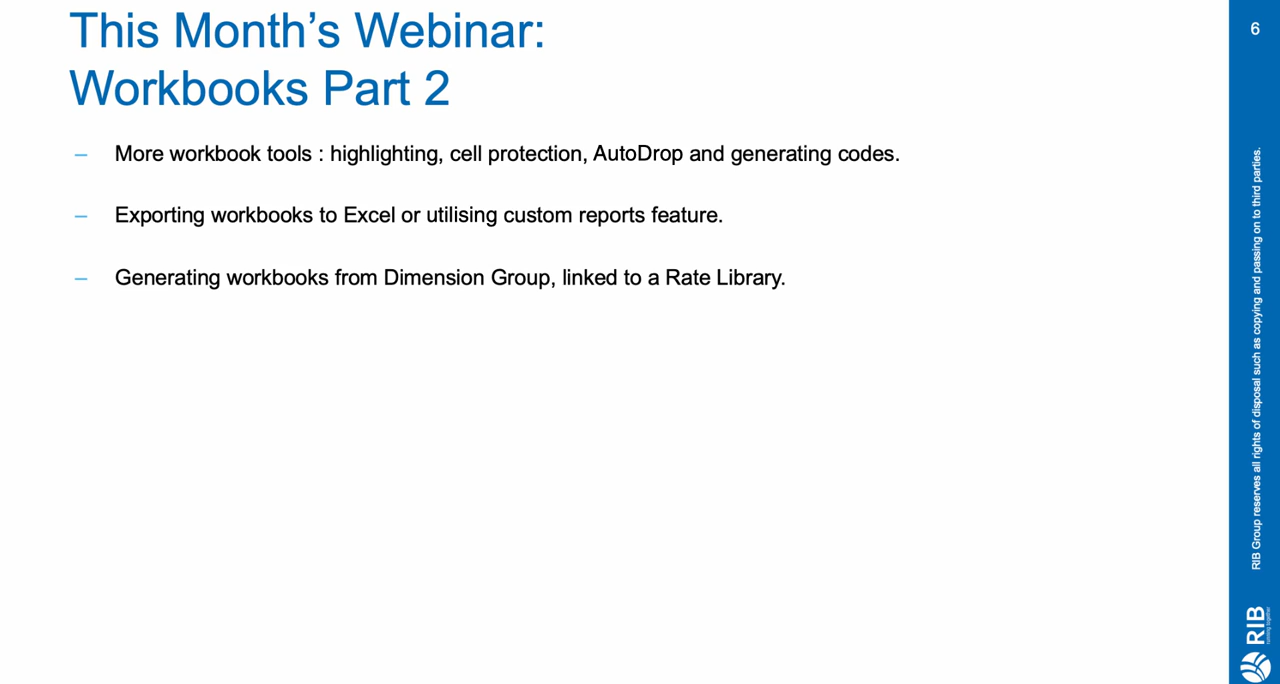 This Month’s Webinar:
Workbooks Part 2
– More workbook tools : highlighting, cell protection, AutoDrop and generating codes.
– Exporting workbooks to Excel or utilising custom reports feature.
– Generating workbooks from Dimension Group, linked to a Rate Library.
6
RIB Group reserves all rights of disposal such as copying and passing on to third parties.
RIB